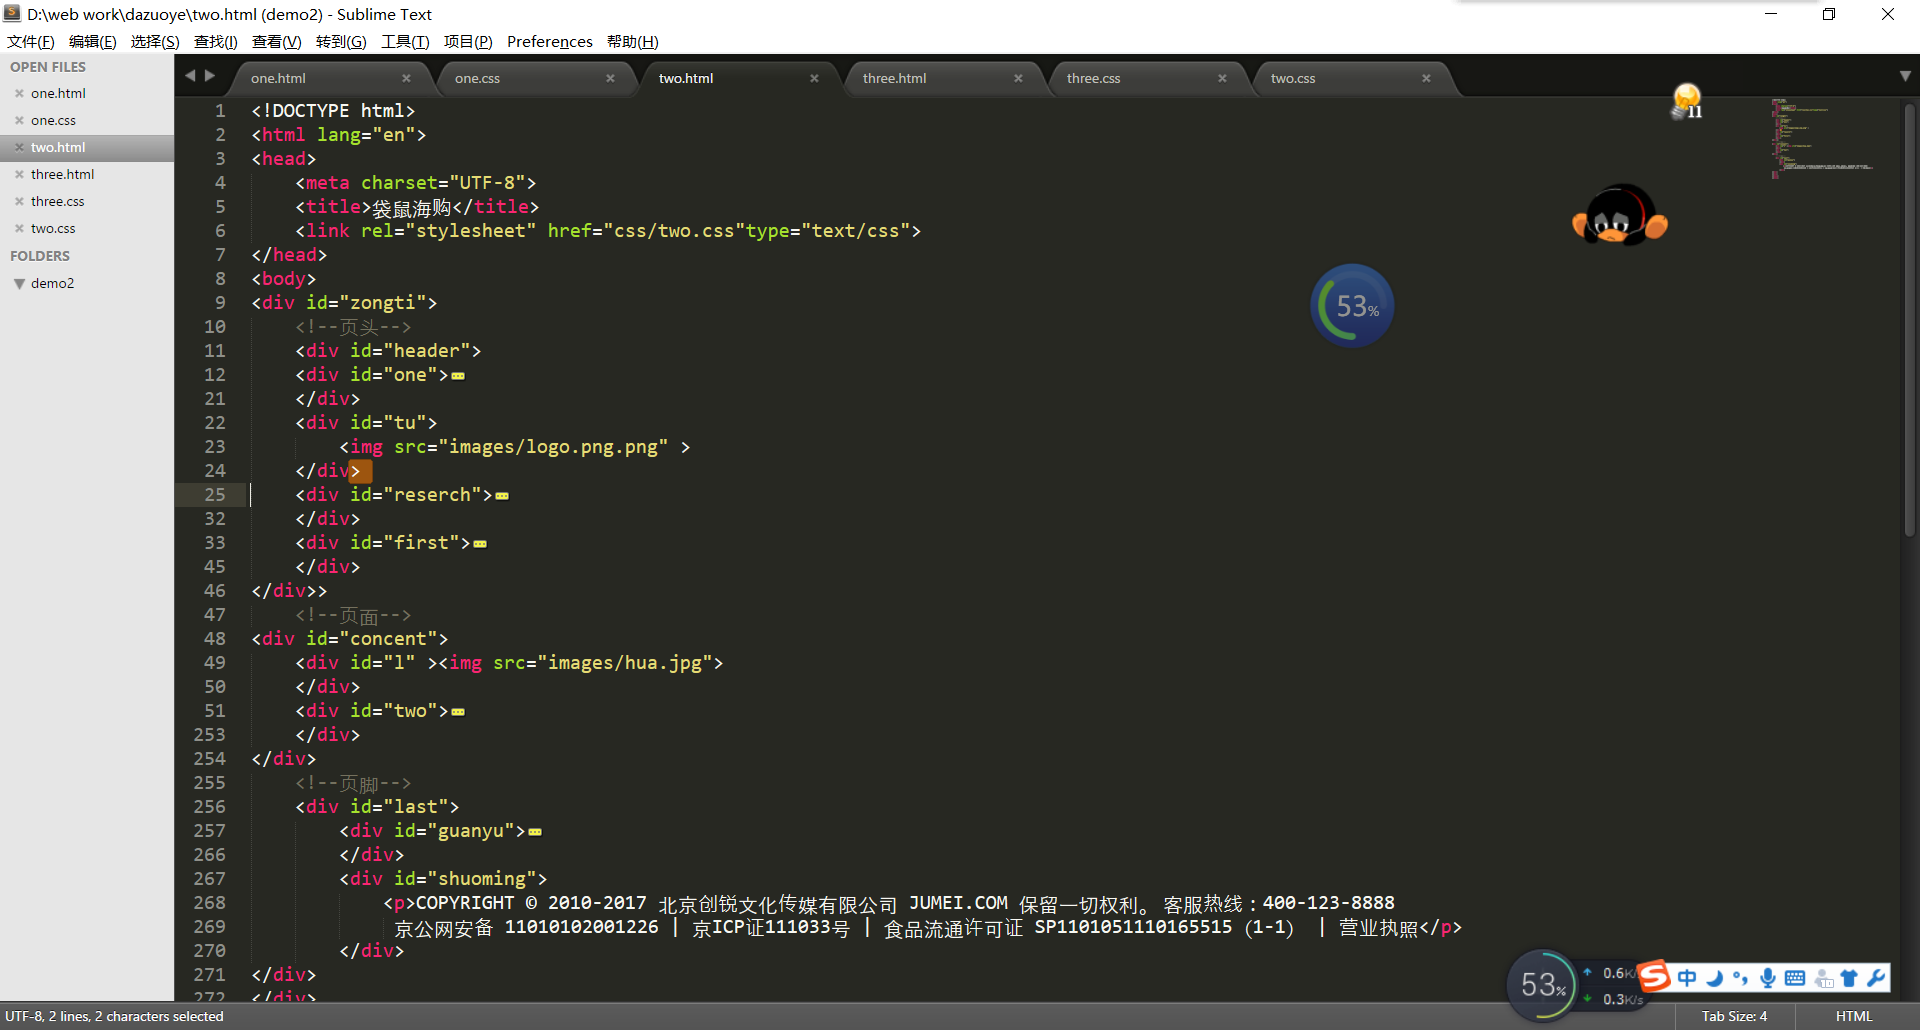 D:\web work\dazuoye\two.html (demo2) - Sublime Text
文件(F) 编辑(E) 选择(S) 查找(I) 查看(V) 转到(G) 工具(T) 项目(P) Preferences 帮助(H)
OPEN FILES
one.html
one.css
two.html
three.html
three.css
two.css
FOLDERS
demo2
one.html one.css two.html three.html three.css two.css
1 <!DOCTYPE html>
2 <html lang="en">
3 <head>
4 <meta charset="UTF-8">
5 <title>袋鼠海购</title>
6 <link rel="stylesheet" href="css/two.css"type="text/css">
7 </head>
8 <body>
9 <div id="zongti">
10 <!--页头-->
11 <div id="header">
12 <div id="one">
21 </div>
22 <div id="tu">
23 <img src="images/logo.png.png" >
24 </div>
25 <div id="reserch">
32 </div>
33 <div id="first">
45 </div>
46 </div>>
47 <!--页面-->
48 <div id="concent">
49 <div id="l" ><img src="images/hua.jpg">
50 </div>
51 <div id="two">
253 </div>
254 </div>
255 <!--页脚-->
256 <div id="last">
257 <div id="guanyu">
266 </div>
267 <div id="shuoming">
268 <p>COPYRIGHT © 2010-2017 北京创锐文化传媒有限公司 JUMEI.COM 保留一切权利。 客服热线：400-123-8888
269 京公网安备 11010102001226 | 京ICP证111033号 | 食品流通许可证 SP1101051110165515 (1-1) | 营业执照</p>
270 </div>
271 </div>
272 </div>
11
53%
53%
0.6K/s
0.3K/s
中
UTF-8, 2 lines, 2 characters selected
Tab Size: 4
HTML